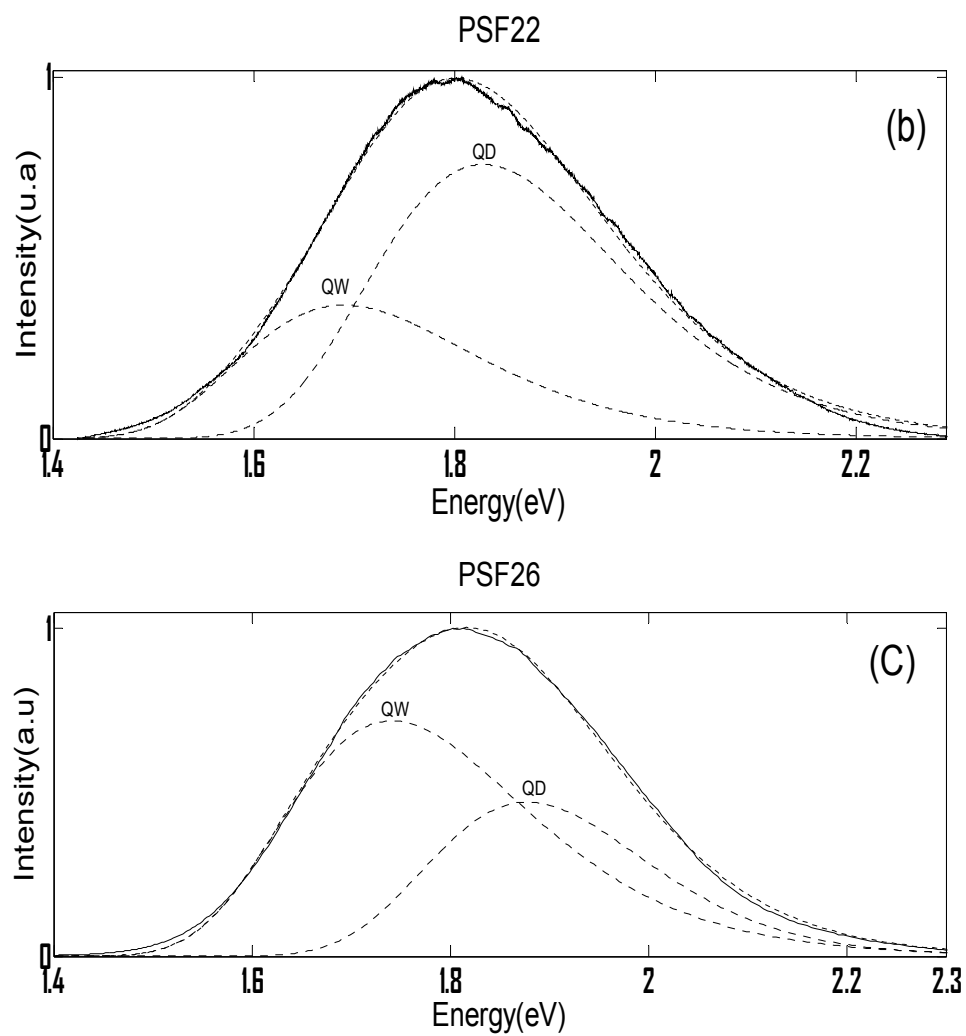 PSF22
(b)
1
QD
QW
Intensity(u.a)
0
1.4 1.6 1.8 2 2.2
Energy(eV)
PSF26
(C)
1
QW
QD
Intensity(a.u)
0
1.4 1.6 1.8 2 2.2 2.3
Energy(eV)